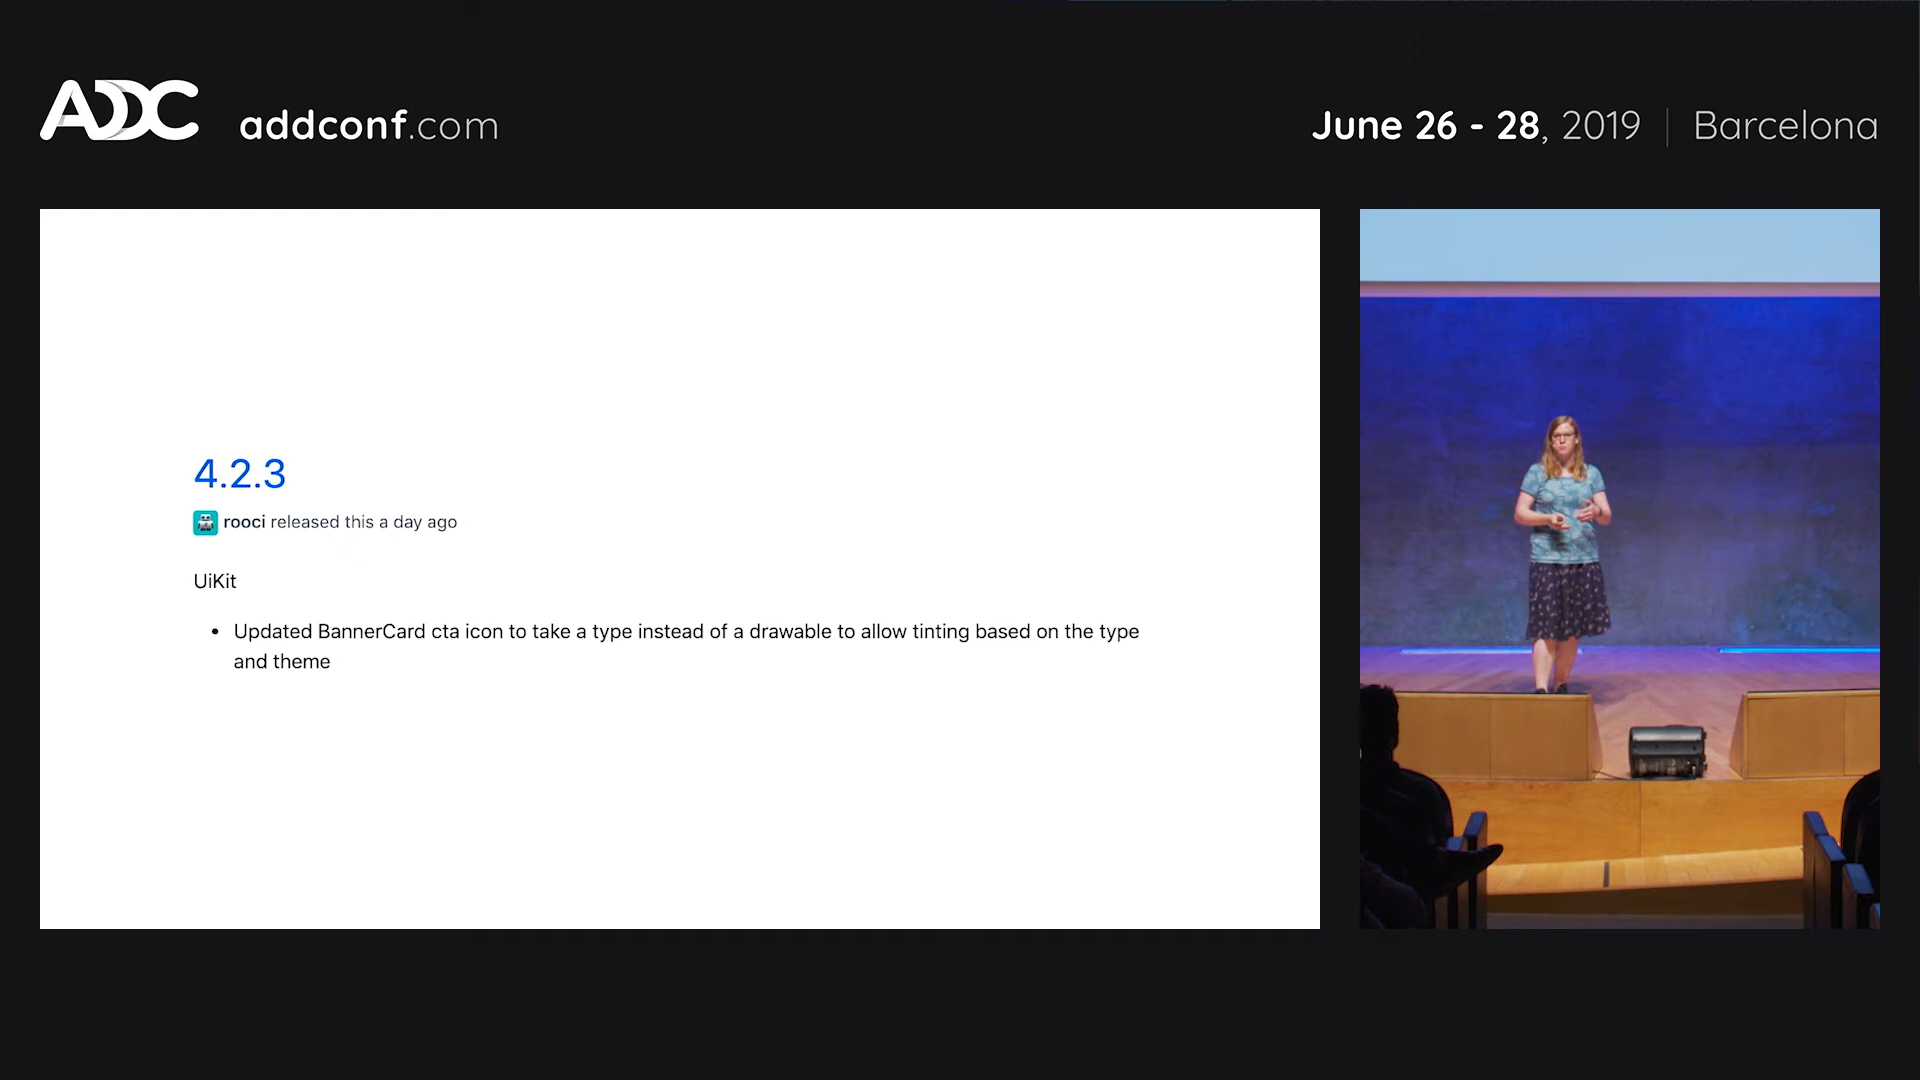 ADDC
addconf.com
June 26 - 28, 2019 | Barcelona
4.2.3
rooci released this a day ago
UiKit
• Updated BannerCard cta icon to take a type instead of a drawable to allow tinting based on the type
and theme